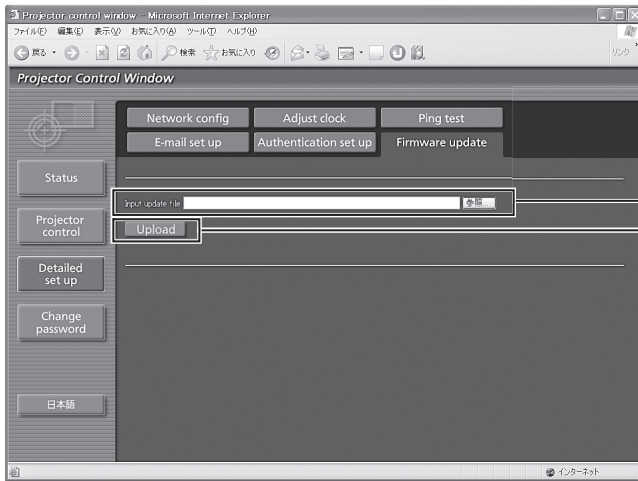 Projector control window - Microsoft Internet Explorer
ファイル(F) 編集(E) 表示(V) お気に入り(A) ツール(T) ヘルプ(H)
戻る 検索 お気に入り リンク
Projector Control Window
Network config Adjust clock Ping test
E-mail set up Authentication set up Firmware update
Status
Input update file 参照...
Projector control
Upload
Detailed set up
Change password
日本語
インターネット